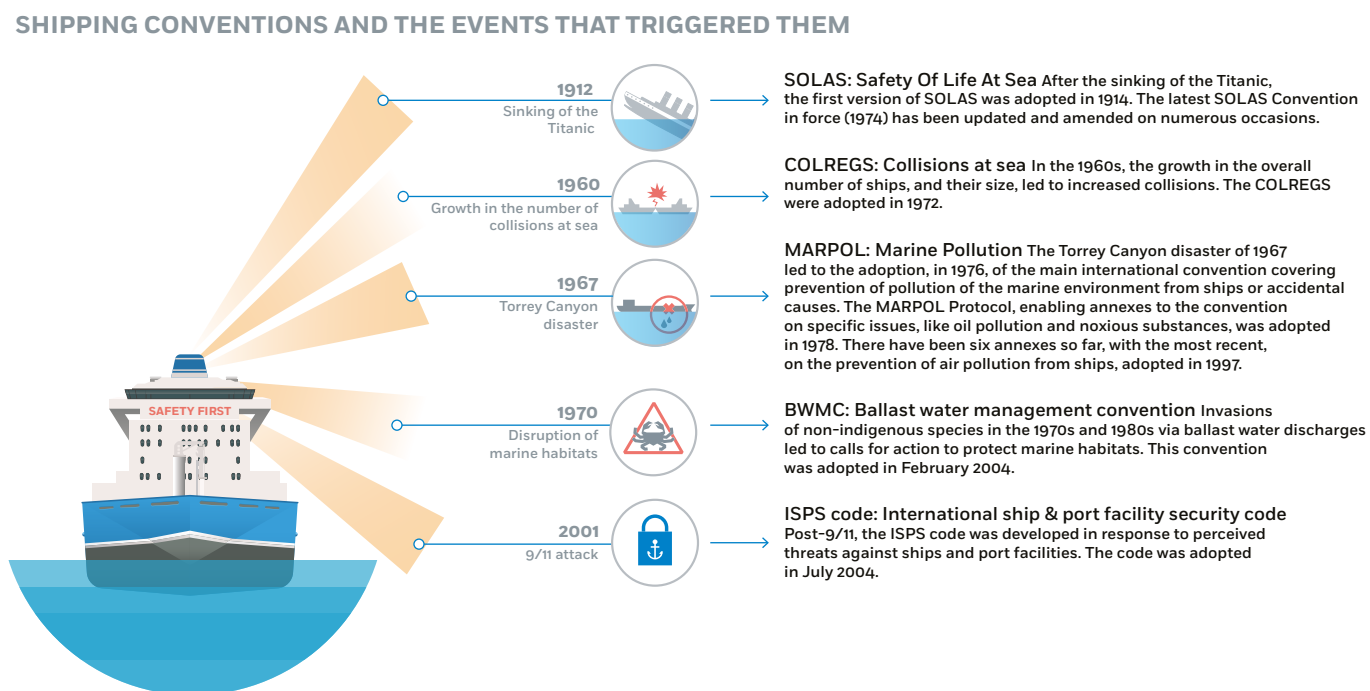 SHIPPING CONVENTIONS AND THE EVENTS THAT TRIGGERED THEM
1912
Sinking of the
Titanic
SOLAS: Safety Of Life At Sea After the sinking of the Titanic,
the first version of SOLAS was adopted in 1914. The latest SOLAS Convention
in force (1974) has been updated and amended on numerous occasions.
1960
Growth in the number of
collisions at sea
COLREGS: Collisions at sea In the 1960s, the growth in the overall
number of ships, and their size, led to increased collisions. The COLREGS
were adopted in 1972.
1967
Torrey Canyon
disaster
MARPOL: Marine Pollution The Torrey Canyon disaster of 1967
led to the adoption, in 1976, of the main international convention covering
prevention of pollution of the marine environment from ships or accidental
causes. The MARPOL Protocol, enabling annexes to the convention
on specific issues, like oil pollution and noxious substances, was adopted
in 1978. There have been six annexes so far, with the most recent,
on the prevention of air pollution from ships, adopted in 1997.
SAFETY FIRST
1970
Disruption of
marine habitats
BWMC: Ballast water management convention Invasions
of non-indigenous species in the 1970s and 1980s via ballast water discharges
led to calls for action to protect marine habitats. This convention
was adopted in February 2004.
2001
9/11 attack
ISPS code: International ship & port facility security code
Post-9/11, the ISPS code was developed in response to perceived
threats against ships and port facilities. The code was adopted
in July 2004.